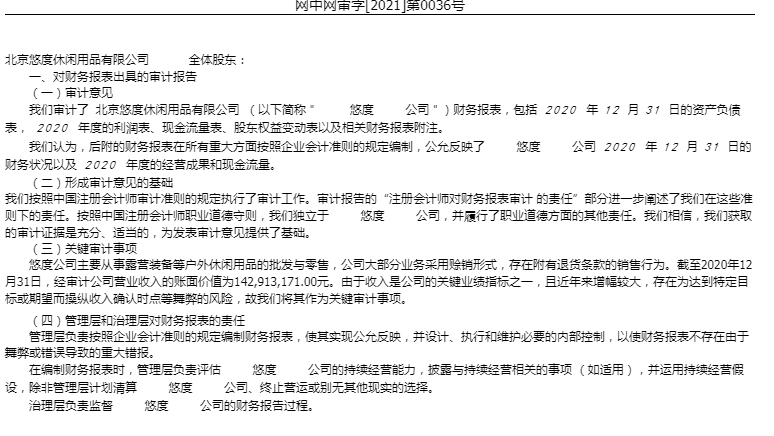 网中网审字[2021]第0036号
北京悠度休闲用品有限公司 全体股东：
一、对财务报表出具的审计报告
（一）审计意见
我们审计了 北京悠度休闲用品有限公司 （以下简称“ 悠度 公司“）财务报表，包括 2020 年 12 月 31 日的资产负债
表， 2020 年度的利润表、现金流量表、股东权益变动表以及相关财务报表附注。
我们认为，后附的财务报表在所有重大方面按照企业会计准则的规定编制，公允反映了 悠度 公司 2020 年 12 月 31 日的
财务状况以及 2020 年度的经营成果和现金流量。
（二）形成审计意见的基础
我们按照中国注册会计师审计准则的规定执行了审计工作。审计报告的“注册会计师对财务报表审计 的责任”部分进一步阐述了我们在这些准
则下的责任。按照中国注册会计师职业道德守则，我们独立于 悠度 公司，并履行了职业道德方面的其他责任。我们相信，我们获取
的审计证据是充分、适当的，为发表审计意见提供了基础。
（三）关键审计事项
悠度公司主要从事露营装备等户外休闲用品的批发与零售，公司大部分业务采用赊销形式，存在附有退货条款的销售行为。截至2020年12
月31日，经审计公司营业收入的账面价值为142,913,171.00元。由于收入是公司的关键业绩指标之一，且近年来增幅较大，存在为达到特定目
标或期望而操纵收入确认时点等舞弊的风险，故我们将其作为关键审计事项。
（四）管理层和治理层对财务报表的责任
管理层负责按照企业会计准则的规定编制财务报表，使其实现公允反映，并设计、执行和维护必要的内部控制，以使财务报表不存在由于
舞弊或错误导致的重大错报。
在编制财务报表时，管理层负责评估 悠度 公司的持续经营能力，披露与持续经营相关的事项 （如适用），并运用持续经营假
设，除非管理层计划清算 悠度 公司、终止营运或别无其他现实的选择。
治理层负责监督 悠度 公司的财务报告过程。